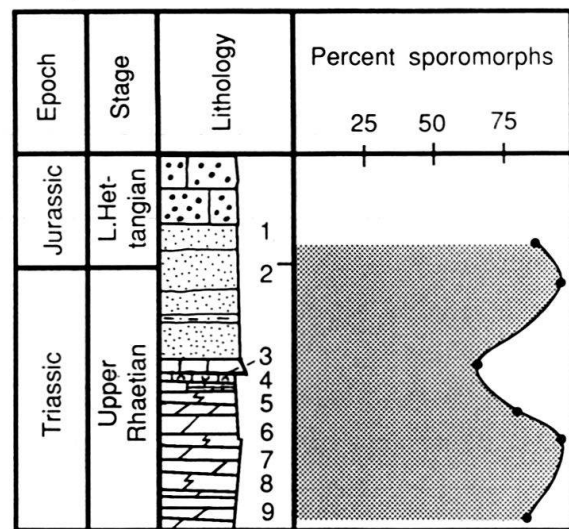 Epoch
Stage
Lithology
Percent sporomorphs
25 50 75
Jurassic
L.Het-
tangian
Triassic
Upper
Rhaetian
1
2
3
4
5
6
7
8
9